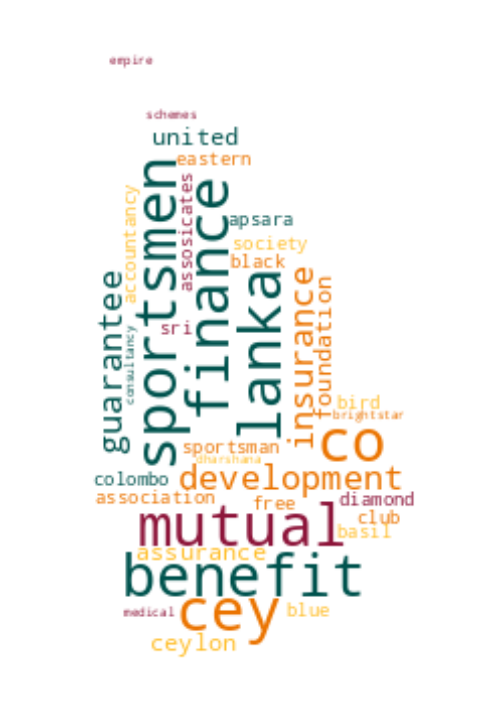 empire
schemes
united
eastern
sportsmen
finance
assosicates
accountancy
apsara
society
black
lanka
insurance
foundation
guarantee
consultancy
sri
bird
brightstar
co
sportsman
dharshana
colombo
development
association
free
diamond
club
mutual
basil
assurance
benefit
medical
cey
blue
ceylon